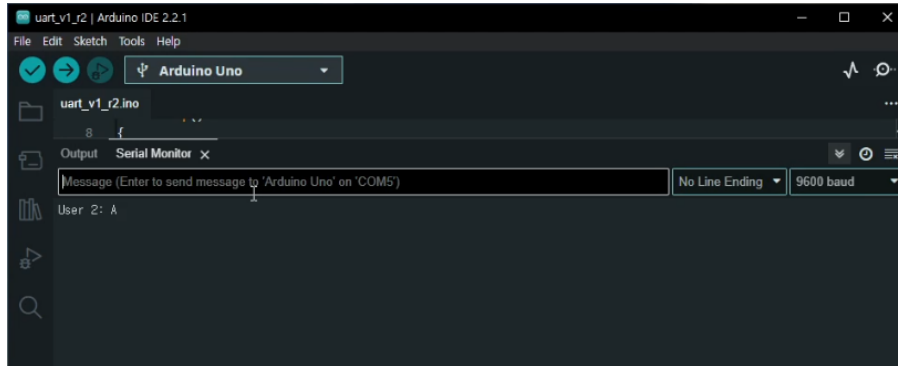 uart_v1_r2 | Arduino IDE 2.2.1
File Edit Sketch Tools Help
Arduino Uno
uart_v1_r2.ino
8 {
Output Serial Monitor
Message (Enter to send message to 'Arduino Uno' on 'COM5') No Line Ending 9600 baud
User 2: A